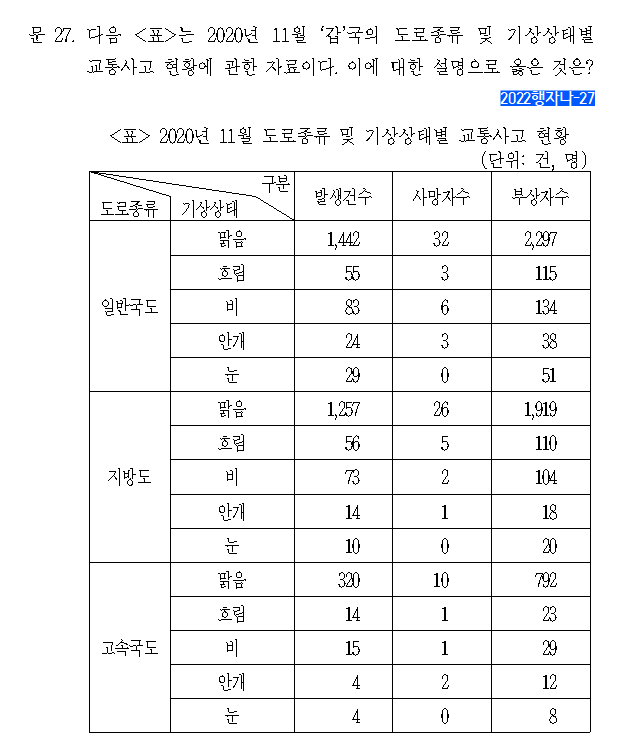 문 27. 다음 <표>는 2020년 11월 ‘갑’국의 도로종류 및 기상상태별
교통사고 현황에 관한 자료이다. 이에 대한 설명으로 옳은 것은?
2022행자나-27
<표> 2020년 11월 도로종류 및 기상상태별 교통사고 현황
(단위: 건, 명)
구분
도로종류 기상상태 발생건수 사망자수 부상자수
일반국도 맑음 1,442 32 2,297
흐림 55 3 115
비 83 6 134
안개 24 3 38
눈 29 0 51
지방도 맑음 1,257 26 1,919
흐림 56 5 110
비 73 2 104
안개 14 1 18
눈 10 0 20
고속국도 맑음 320 10 792
흐림 14 1 23
비 15 1 29
안개 4 2 12
눈 4 0 8